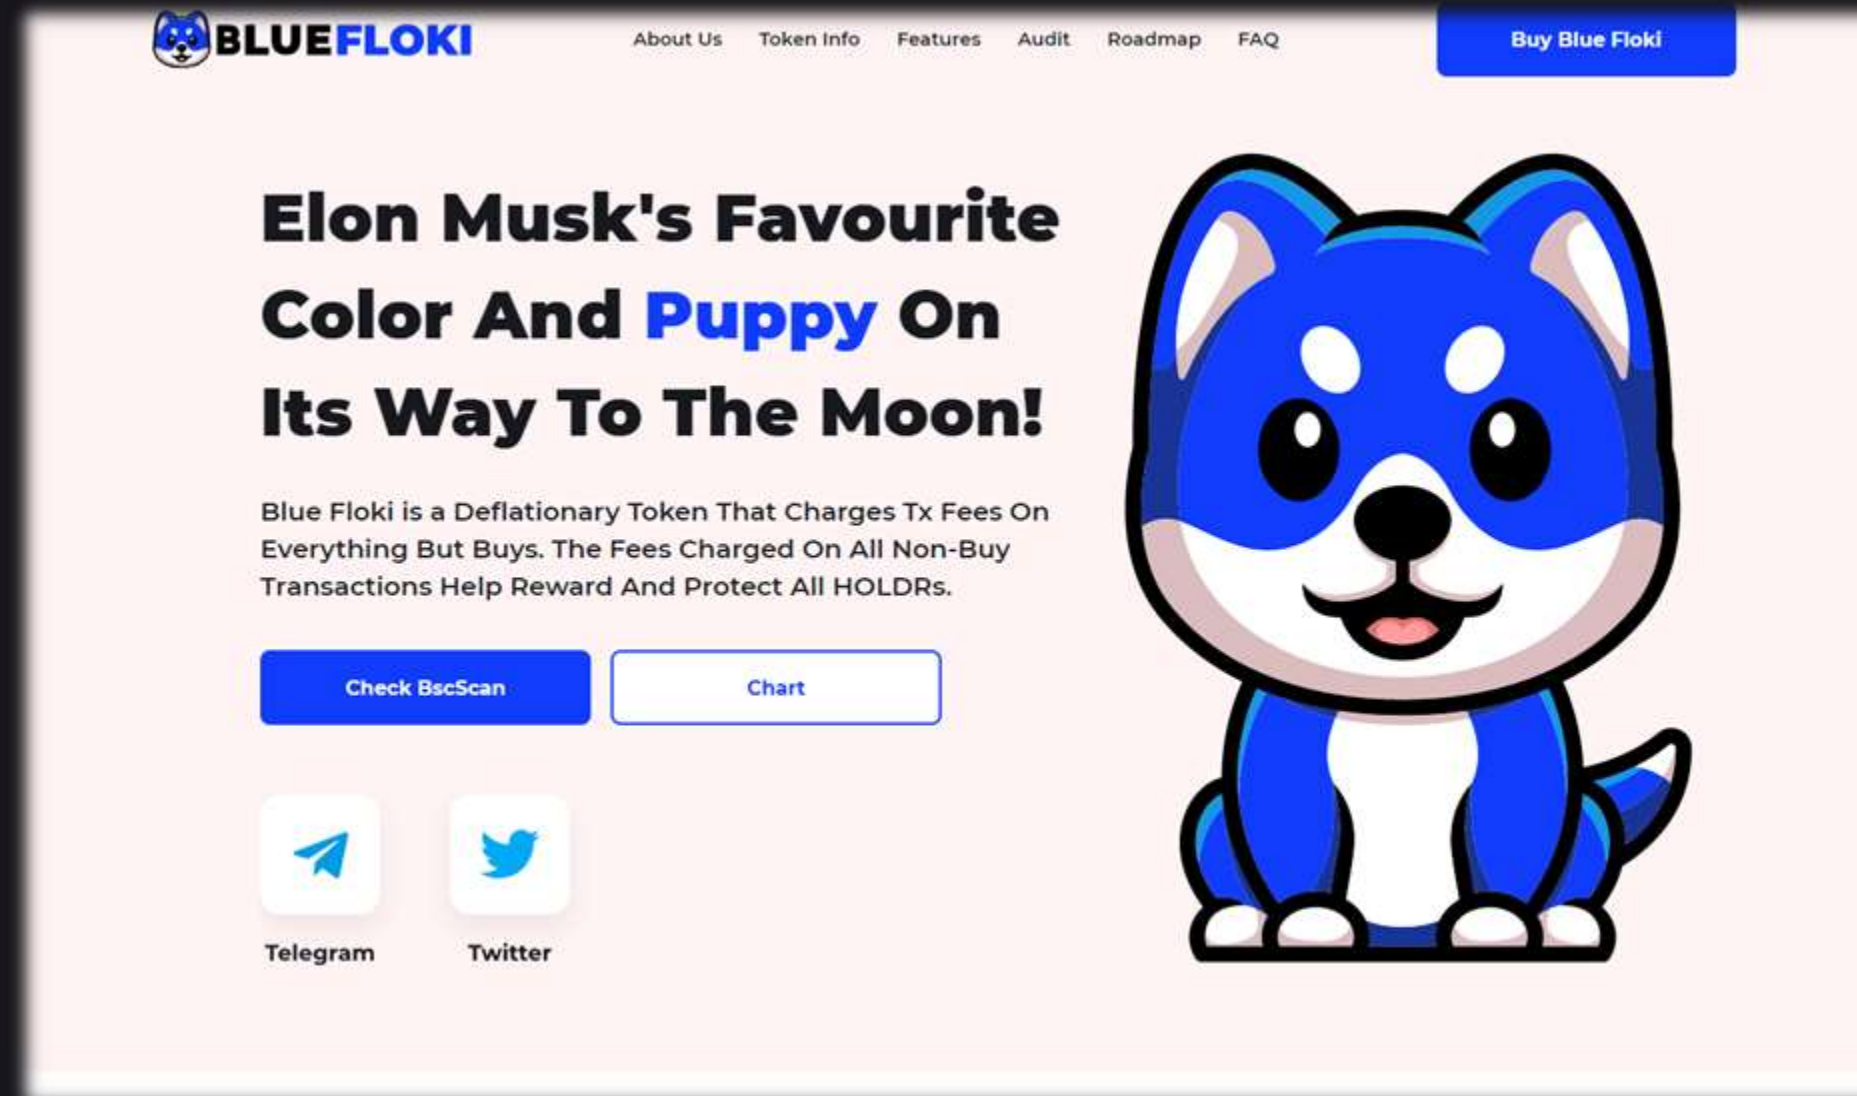 BLUEFLOKI
About Us Token Info Features Audit Roadmap FAQ
Buy Blue Floki
Elon Musk's Favourite
Color And Puppy On
Its Way To The Moon!
Blue Floki is a Deflationary Token That Charges Tx Fees On
Everything But Buys. The Fees Charged On All Non-Buy
Transactions Help Reward And Protect All HOLDRs.
Check BscScan
Chart
Telegram
Twitter